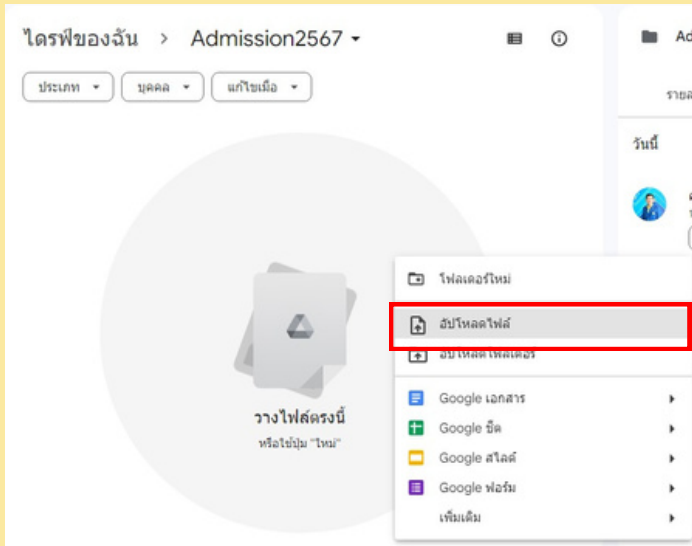 ไดรฟ์ของฉัน > Admission2567
ประเภท
บุคคล
แก้ไขเมื่อ
วันนี้
วางไฟล์ตรงนี้
หรือใช้ปุ่ม "ใหม่"
โฟลเดอร์ใหม่
อัปโหลดไฟล์
อัปโหลดโฟลเดอร์
Google เอกสาร
Google ชีต
Google สไลด์
Google ฟอร์ม
เพิ่มเติม